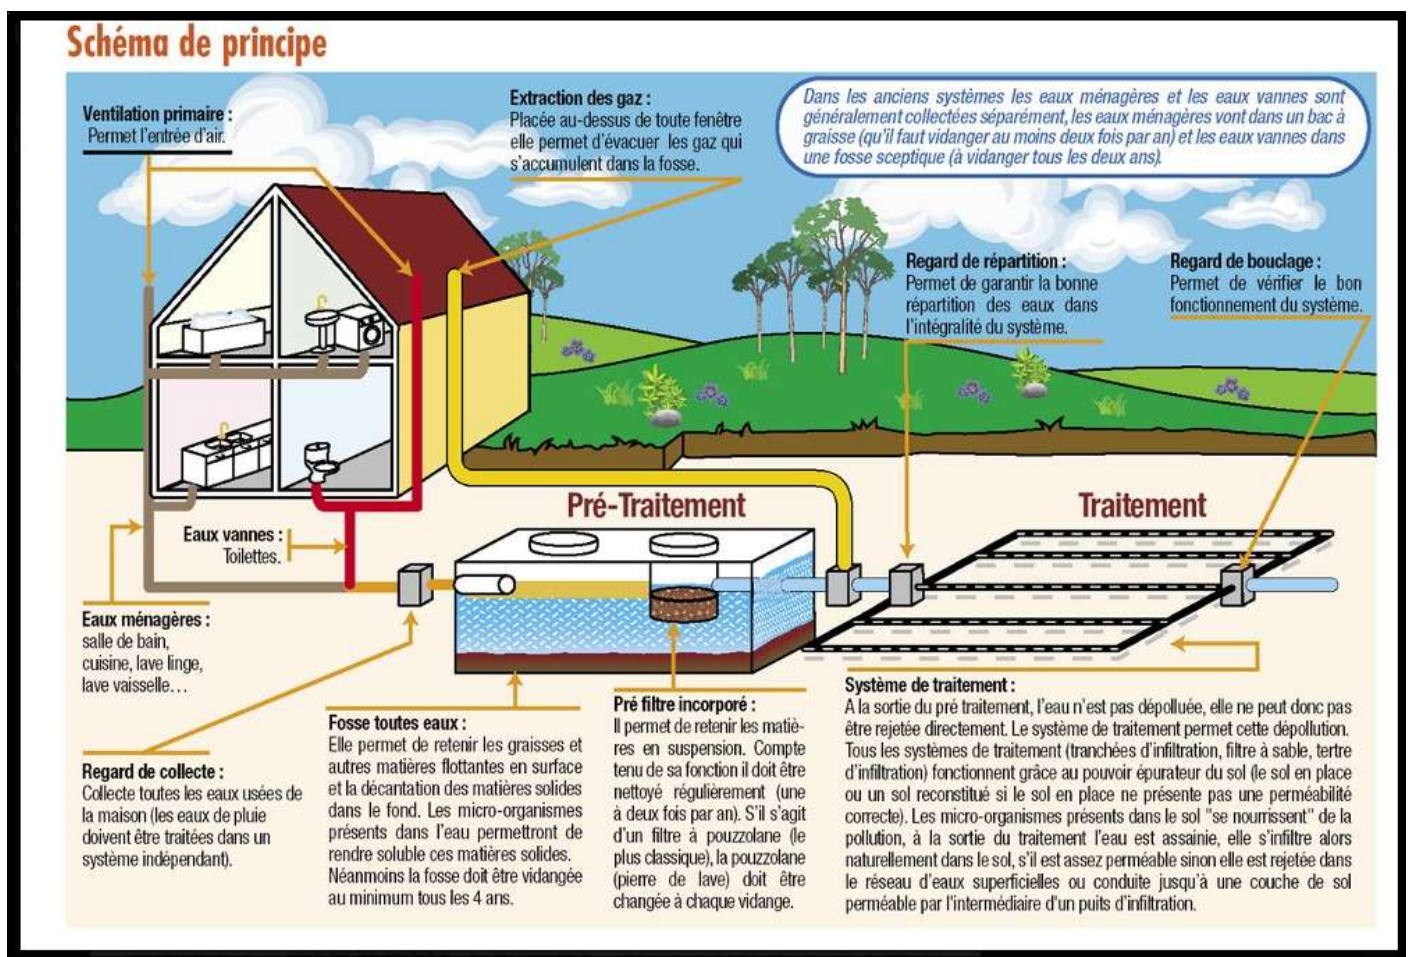 Schéma de principe
Ventilation primaire :
Permet l'entrée d'air.
Extraction des gaz :
Placée au-dessus de toute fenêtre
elle permet d'évacuer les gaz qui
s'accumulent dans la fosse.
Dans les anciens systèmes les eaux ménagères et les eaux vannes sont
généralement collectées séparément, les eaux ménagères vont dans un bac à
graisse (qu'il faut vidanger au moins deux fois par an) et les eaux vannes dans
une fosse sceptique (à vidanger tous les deux ans).
Regard de répartition :
Permet de garantir la bonne
répartition des eaux dans
l'intégralité du système.
Regard de bouclage :
Permet de vérifier le bon
fonctionnement du système.
Pré-Traitement
Traitement
Eaux vannes :
Toilettes.
Eaux ménagères :
salle de bain,
cuisine, lave linge,
lave vaisselle…
Regard de collecte :
Collecte toutes les eaux usées de
la maison (les eaux de pluie
doivent être traitées dans un
système indépendant).
Fosse toutes eaux :
Elle permet de retenir les graisses et
autres matières flottantes en surface
et la décantation des matières solides
dans le fond. Les micro-organismes
présents dans l'eau permettront de
rendre soluble ces matières solides.
Néanmoins la fosse doit être vidangée
au minimum tous les 4 ans.
Pré filtre incorporé :
Il permet de retenir les matiè-
res en suspension. Compte
tenu de sa fonction il doit être
nettoyé régulièrement (une
à deux fois par an). S'il s'agit
d'un filtre à pouzzolane (le
plus classique), la pouzzolane
(pierre de lave) doit être
changée à chaque vidange.
Système de traitement :
A la sortie du pré traitement, l'eau n'est pas dépolluée, elle ne peut donc pas
être rejetée directement. Le système de traitement permet cette dépollution.
Tous les systèmes de traitement (tranchées d'infiltration, filtre à sable, tertre
d'infiltration) fonctionnent grâce au pouvoir épurateur du sol (le sol en place
ou un sol reconstitué si le sol en place ne présente pas une perméabilité
correcte). Les micro-organismes présents dans le sol "se nourrissent" de la
pollution, à la sortie du traitement l'eau est assainie, elle s'infiltre alors
naturellement dans le sol, s'il est assez perméable sinon elle est rejetée dans
le réseau d'eaux superficielles ou conduite jusqu'à une couche de sol
perméable par l'intermédiaire d'un puits d'infiltration.